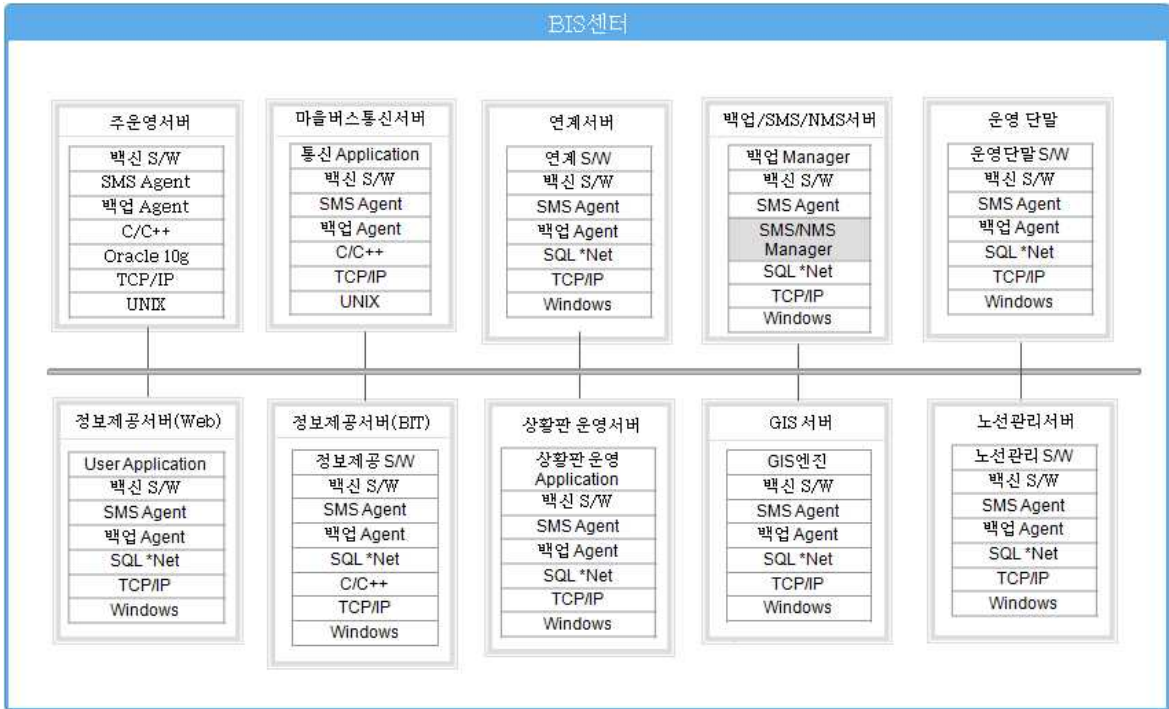 BIS센터
주운영서버
백신 S/W
SMS Agent
백업 Agent
C/C++
Oracle 10g
TCP/IP
UNIX
마을버스통신서버
통신 Application
백신 S/W
SMS Agent
백업 Agent
C/C++
TCP/IP
UNIX
연계서버
연계 S/W
백신 S/W
SMS Agent
백업 Agent
SQL *Net
TCP/IP
Windows
백업/SMS/NMS서버
백업 Manager
백신 S/W
SMS Agent
SMS/NMS
Manager
SQL *Net
TCP/IP
Windows
운영 단말
운영단말 S/W
백신 S/W
SMS Agent
백업 Agent
SQL *Net
TCP/IP
Windows
정보제공서버(Web)
User Application
백신 S/W
SMS Agent
백업 Agent
SQL *Net
TCP/IP
Windows
정보제공서버(BIT)
정보제공 S/W
백신 S/W
SMS Agent
백업 Agent
SQL *Net
C/C++
TCP/IP
Windows
상황판 운영서버
상황판 운영
Application
백신 S/W
SMS Agent
백업 Agent
SQL *Net
TCP/IP
Windows
GIS 서버
GIS엔진
백신 S/W
SMS Agent
백업 Agent
SQL *Net
TCP/IP
Windows
노선관리서버
노선관리 S/W
백신 S/W
SMS Agent
백업 Agent
SQL *Net
TCP/IP
Windows